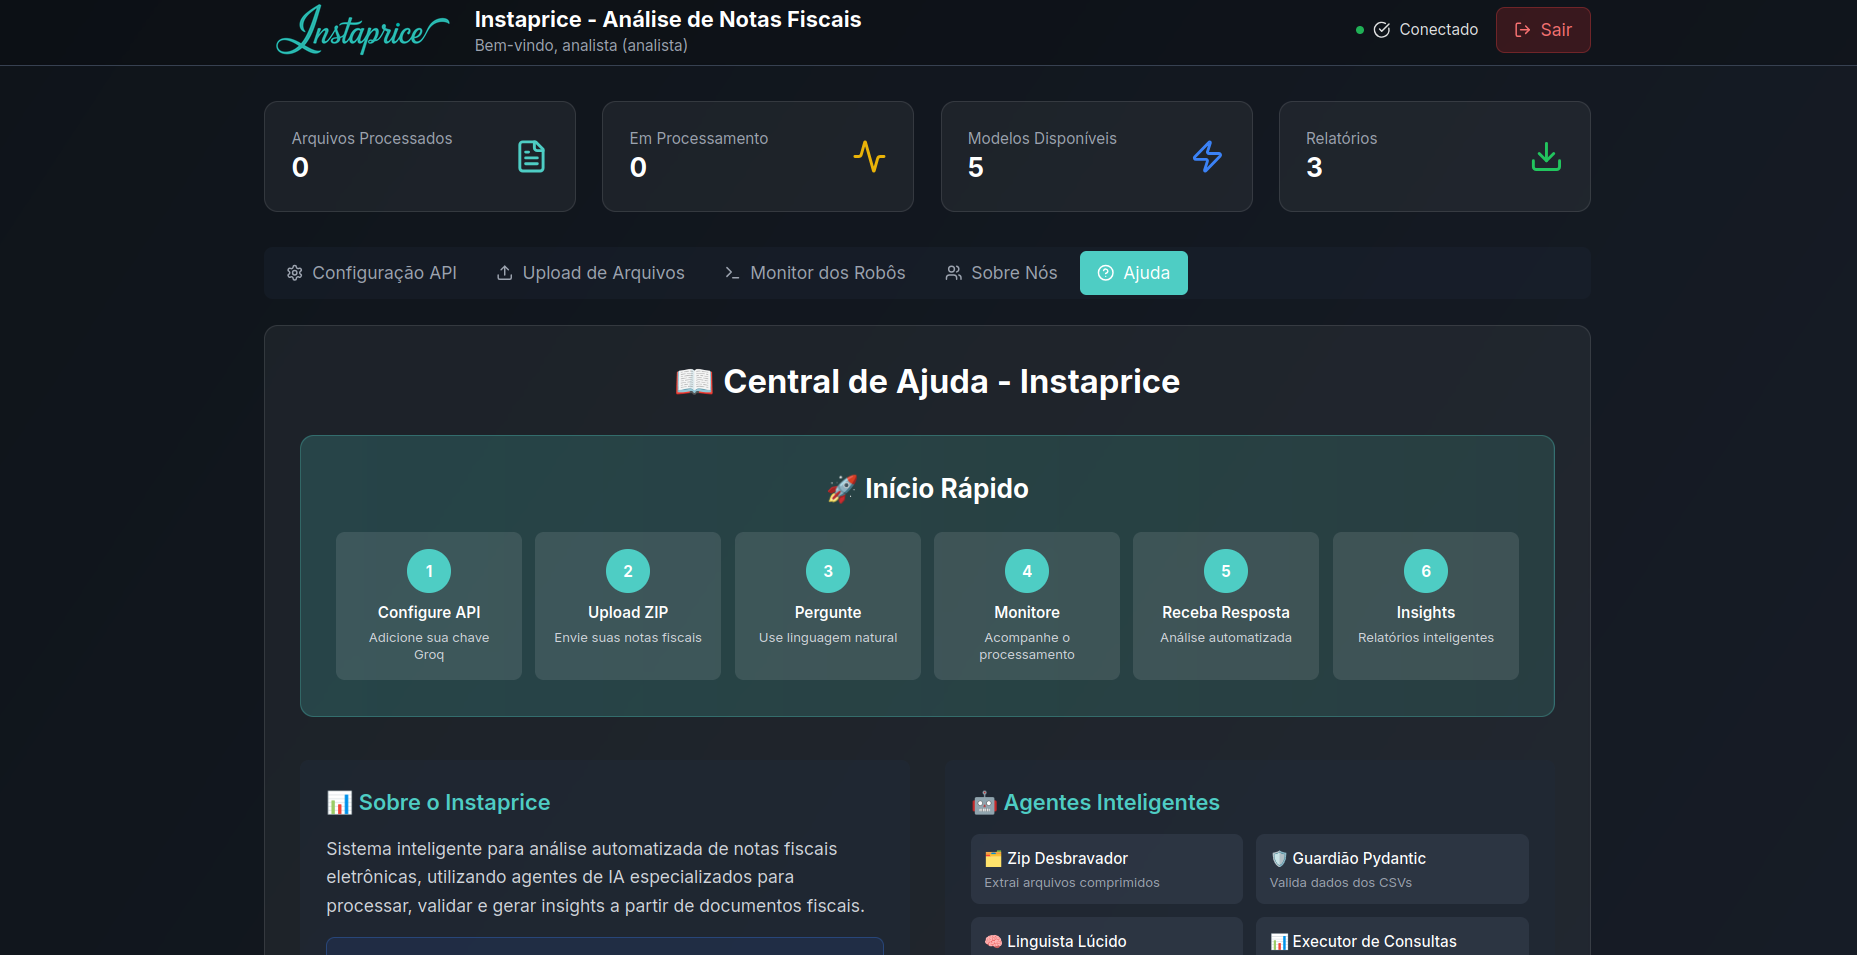 Instaprice
Instaprice - Análise de Notas Fiscais
Bem-vindo, analista (analista)
Conectado
Sair
Arquivos Processados
0
Em Processamento
0
Modelos Disponíveis
5
Relatórios
3
Configuração API
Upload de Arquivos
Monitor dos Robôs
Sobre Nós
Ajuda
📖 Central de Ajuda - Instaprice
🚀 Início Rápido
1
Configure API
Adicione sua chave
Groq
2
Upload ZIP
Envie suas notas fiscais
3
Pergunte
Use linguagem natural
4
Monitore
Acompanhe o
processamento
5
Receba Resposta
Análise automatizada
6
Insights
Relatórios inteligentes
📊 Sobre o Instaprice
Sistema inteligente para análise automatizada de notas fiscais
eletrônicas, utilizando agentes de IA especializados para
processar, validar e gerar insights a partir de documentos fiscais.
🤖 Agentes Inteligentes
🗂️ Zip Desbravador
Extrai arquivos comprimidos
🛡️ Guardião Pydantic
Valida dados dos CSVs
🧠 Linguista Lúcido
📊 Executor de Consultas